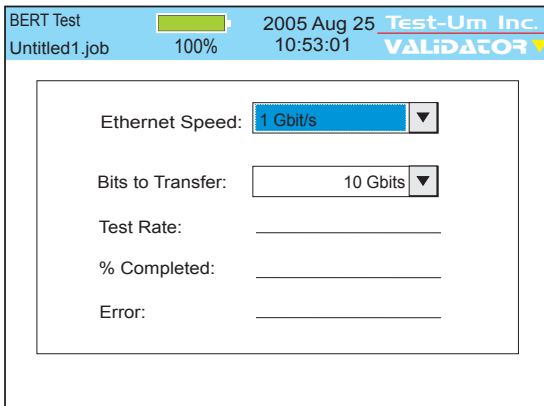 BERT Test 100% 2005 Aug 25 Test-Um Inc.
Untitled1.job 10:53:01 VALiDATOR
Ethernet Speed: 1 Gbit/s
Bits to Transfer: 10 Gbits
Test Rate:
% Completed:
Error: